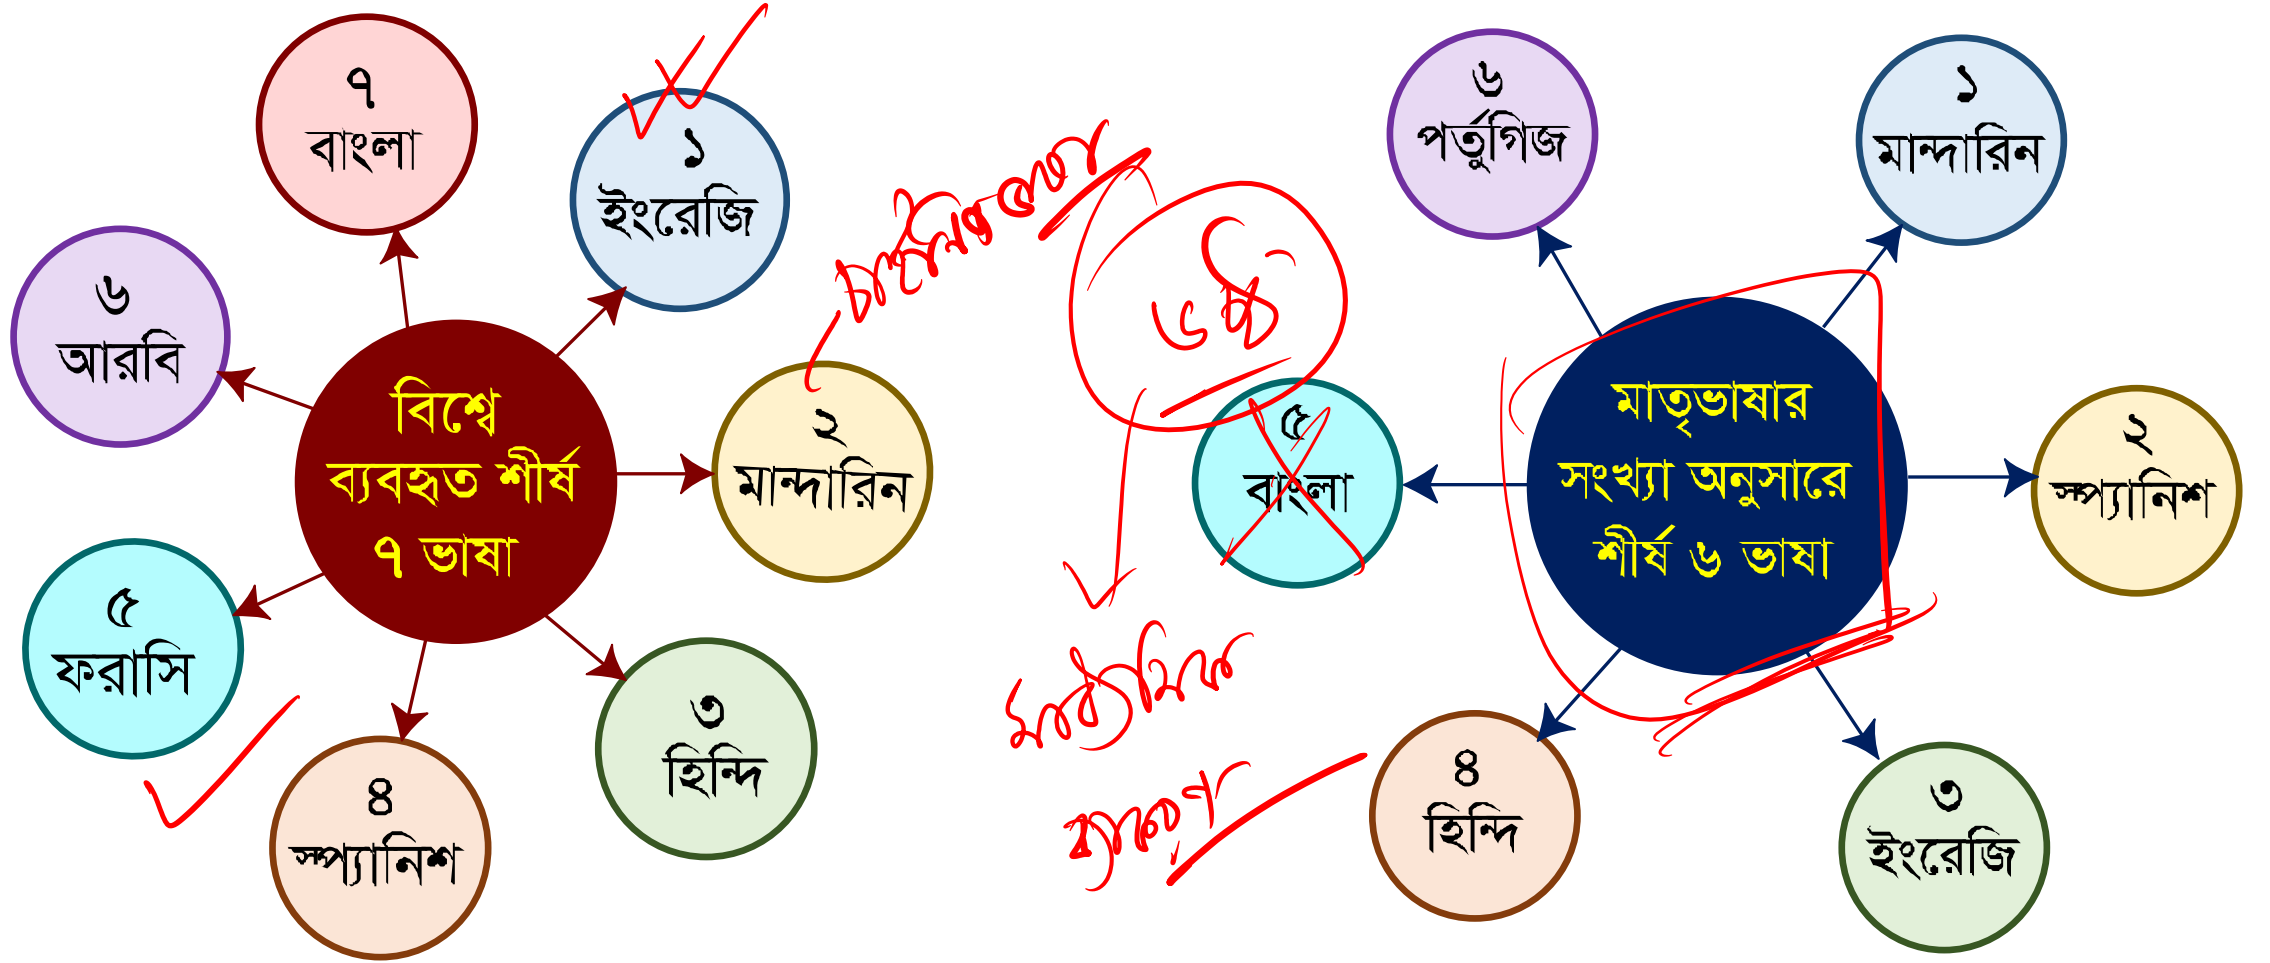 বিশ্বে
ব্যবহৃত শীর্ষ
৭ ভাষা
১
ইংরেজি
২
মান্দারিন
৩
হিন্দি
৪
স্প্যানিশ
৫
ফরাসি
৬
আরবি
৭
বাংলা
মাতৃভাষার
সংখ্যা অনুসারে
শীর্ষ ৬ ভাষা
১
মান্দারিন
২
স্প্যানিশ
৩
ইংরেজি
৪
হিন্দি
৫
বাংলা
৬
পর্তুগিজ
৬ষ্ঠ
মাধ্যমিক